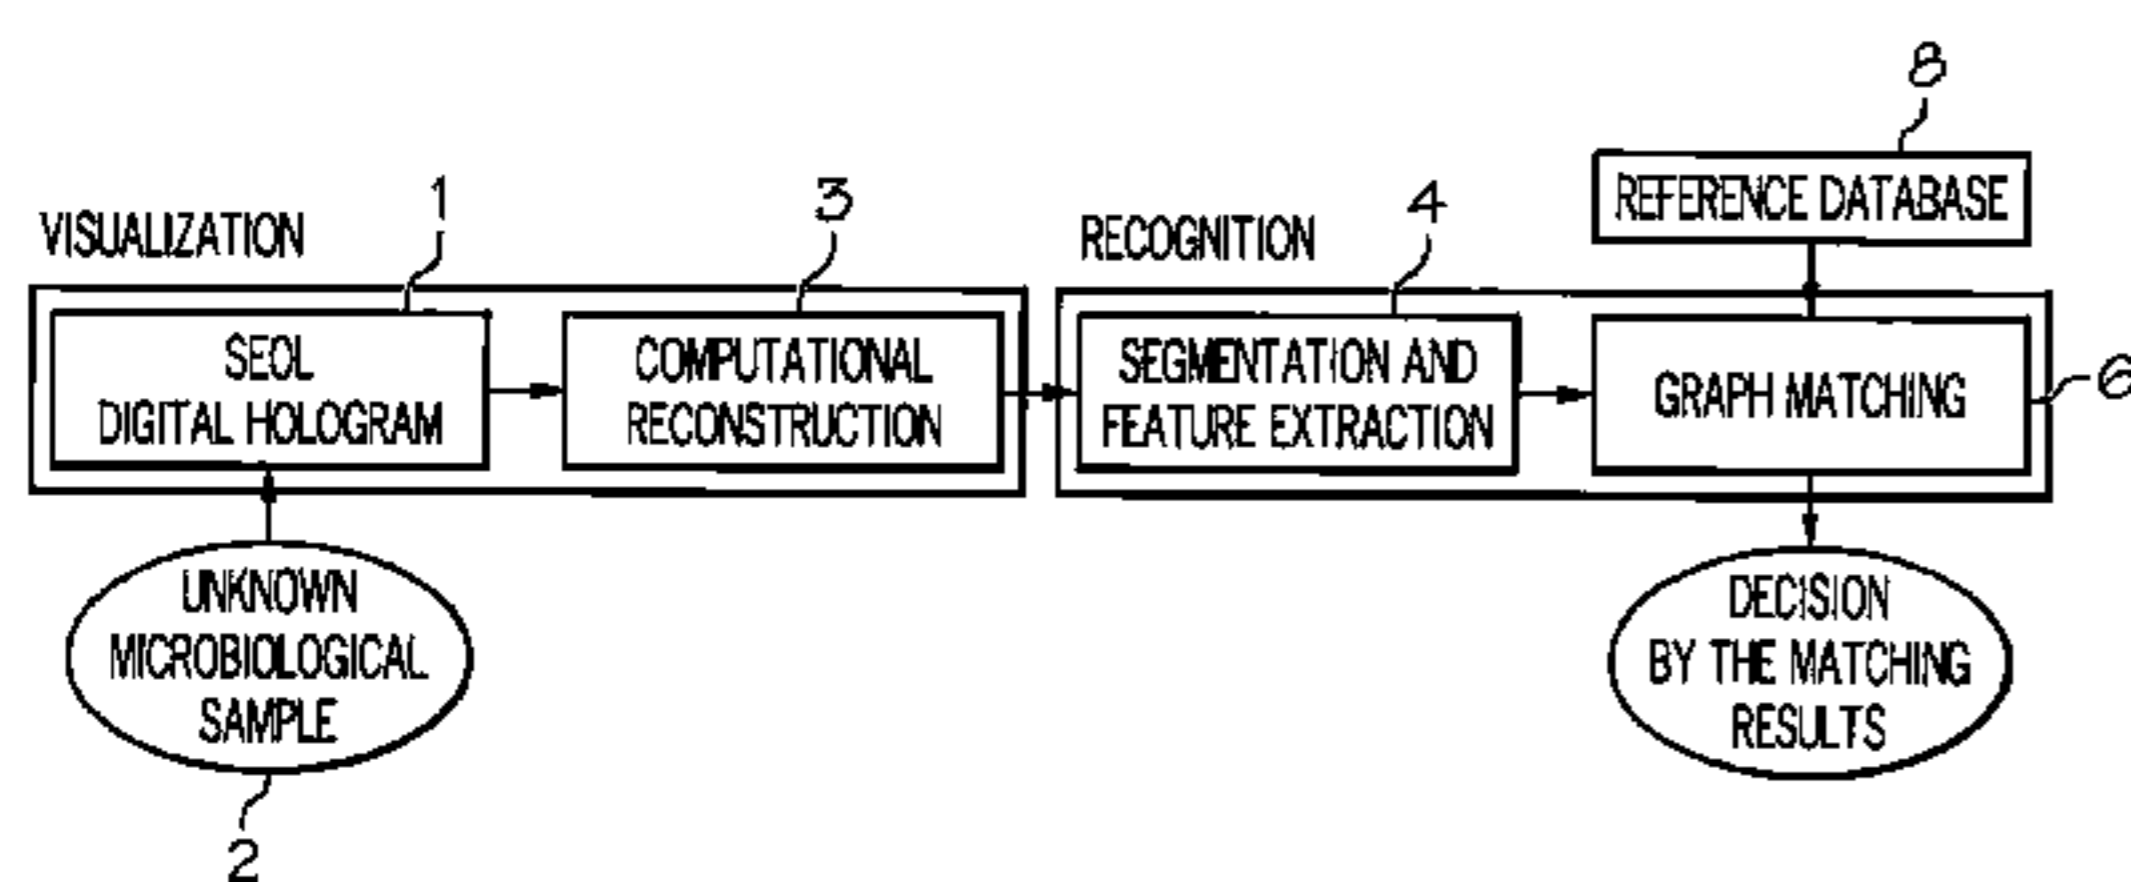 8
REFERENCE DATABASE
VISUALIZATION
1
3
RECOGNITION
4
SEOL
DIGITAL HOLOGRAM
COMPUTATIONAL
RECONSTRUCTION
SEGMENTATION AND
FEATURE EXTRACTION
GRAPH MATCHING
6
UNKNOWN
MICROBIOLOGICAL
SAMPLE
2
DECISION
BY THE MATCHING
RESULTS